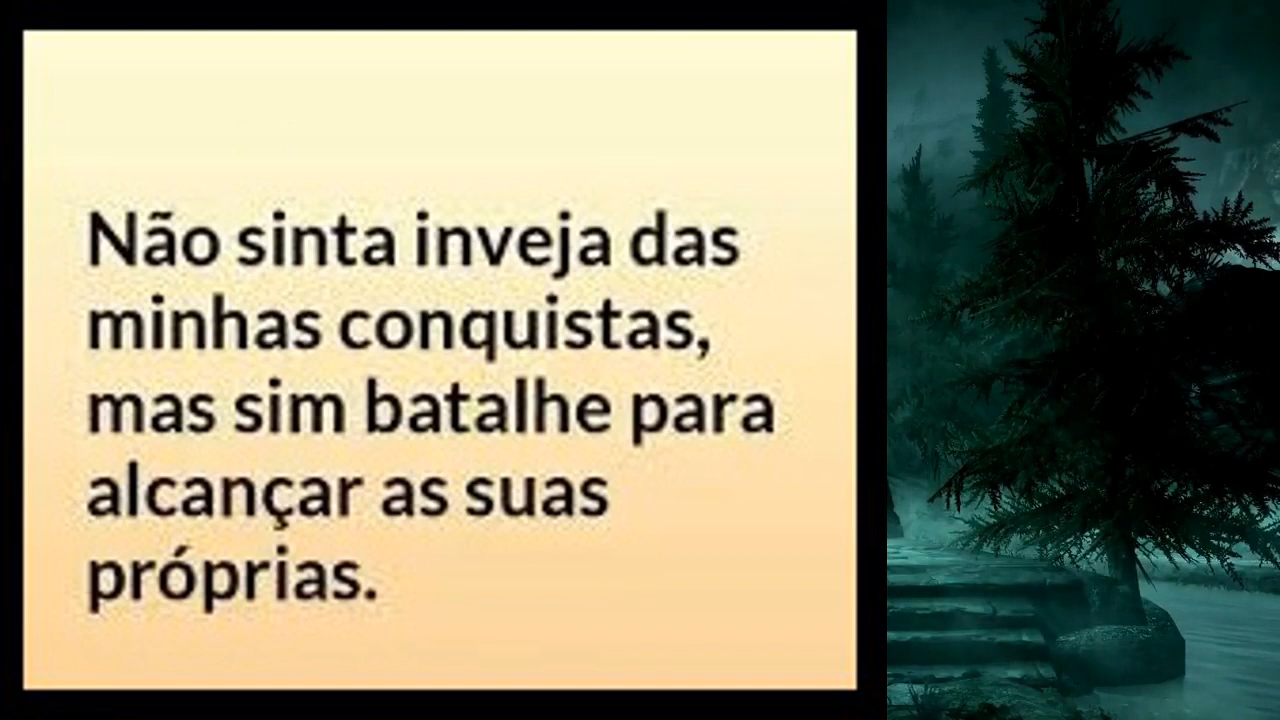 Não sinta inveja das
minhas conquistas,
mas sim batalhe para
alcançar as suas
próprias.